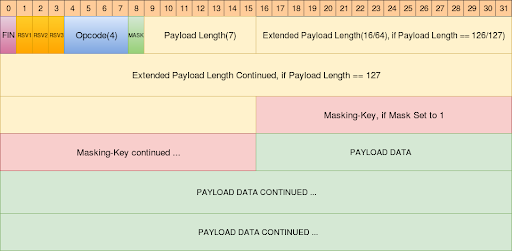 0 1 2 3 4 5 6 7 8 9 10 11 12 13 14 15 16 17 18 19 20 21 22 23 24 25 26 27 28 29 30 31
FIN RSV1 RSV2 RSV3 Opcode(4) MASK Payload Length(7) Extended Payload Length(16/64), if Payload Length == 126/127)
Extended Payload Length Continued, if Payload Length == 127
Masking-Key, if Mask Set to 1
Masking-Key continued ... PAYLOAD DATA
PAYLOAD DATA CONTINUED ...
PAYLOAD DATA CONTINUED ...